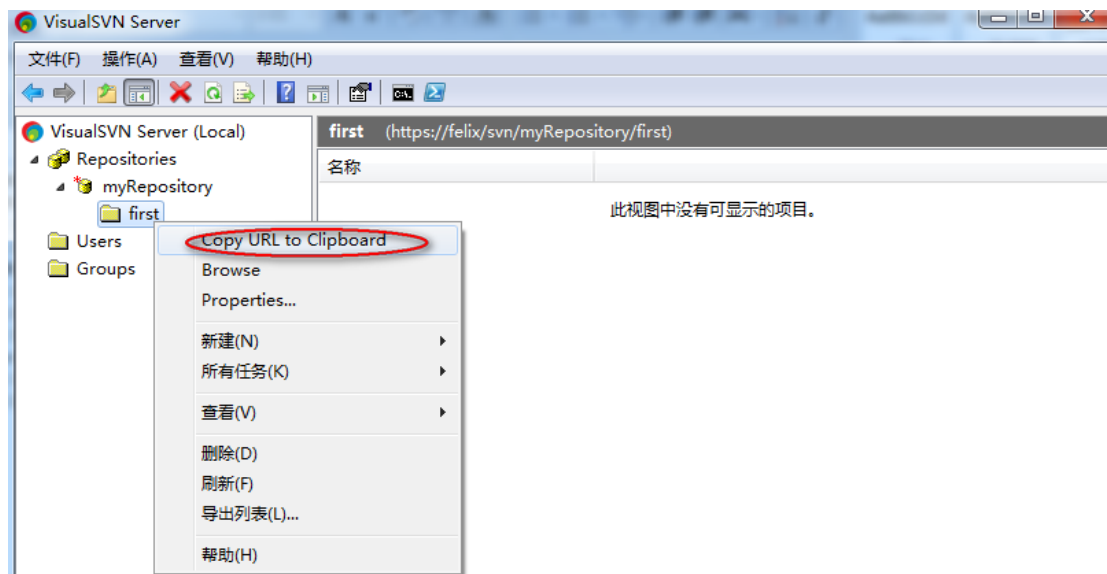 VisualSVN Server
文件(F) 操作(A) 查看(V) 帮助(H)
VisualSVN Server (Local)
first (https://felix/svn/myRepository/first)
Repositories
名称
myRepository
first
此视图中没有可显示的项目。
Users
Groups
Copy URL to Clipboard
Browse
Properties...
新建(N)
所有任务(K)
查看(V)
删除(D)
刷新(F)
导出列表(L)...
帮助(H)